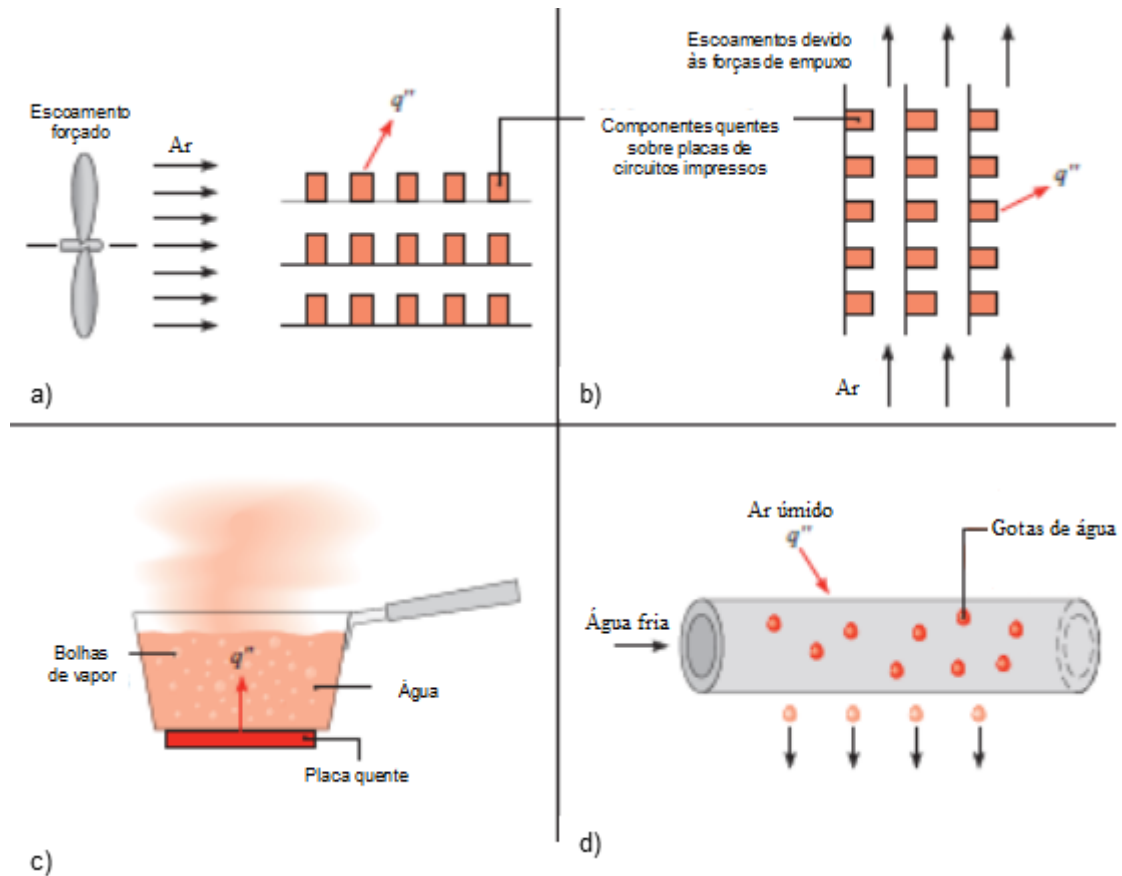 Escoamento
forçado
Ar
q"
a)
Escoamentos devido
às forças de empuxo
Componentes quentes
sobre placas de
circuitos impressos
q"
Ar
b)
Bolhas
de vapor
q"
Água
Placa quente
c)
Ar úmido
q"
Gotas de água
Água fria
d)